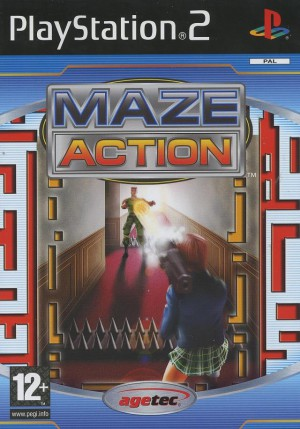 PlayStation®2
PAL
MAZE
ACTION
TM
12+
www.pegi.info
agetec